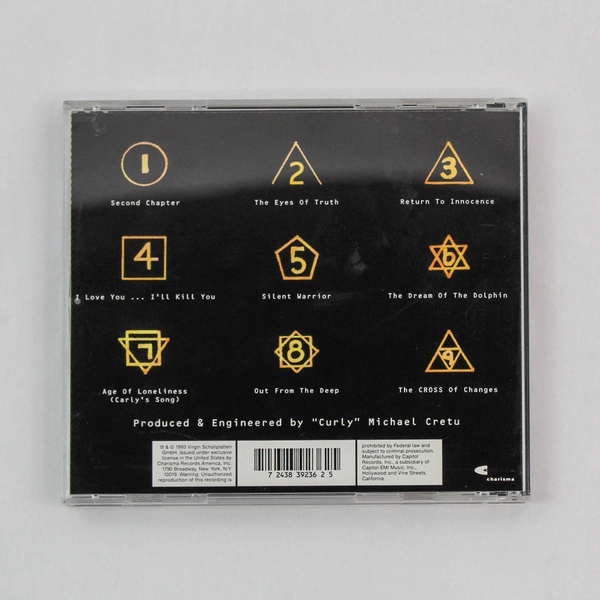 1
Second Chapter
2
The Eyes Of Truth
3
Return To Innocence
4
I Love You ... I'll Kill You
5
Silent Warrior
6
The Dream Of The Dolphin
7
Age Of Loneliness
(Carly's Song)
8
Out From The Deep
9
The CROSS Of Changes
Produced & Engineered by "Curly" Michael Cretu
℗ & © 1993 Virgin Schallplatten
GmbH. Issued under exclusive
license in the United States by
Charisma Records America, Inc.
1790 Broadway, New York, N.Y.
10019. Warning: Unauthorized
reproduction of this recording is
7 2438 39236 2 5
prohibited by Federal law and
subject to criminal prosecution
Manufactured by Capitol
Records, Inc., a subsidiary of
Capitol-EMI Music, Inc.,
Hollywood and Vine Streets,
California.
charisma